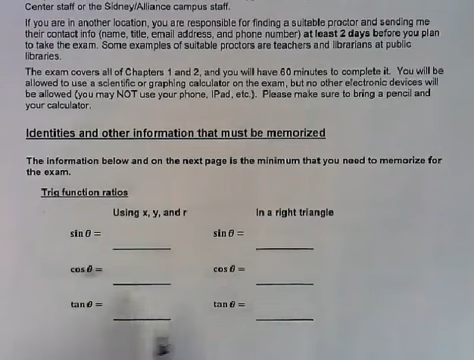 Center staff or the Sidney/Alliance campus staff.
If you are in another location, you are responsible for finding a suitable proctor and sending me
their contact info (name, title, email address, and phone number) at least 2 days before you plan
to take the exam. Some examples of suitable proctors are teachers and librarians at public
libraries.
The exam covers all of Chapters 1 and 2, and you will have 60 minutes to complete it. You will be
allowed to use a scientific or graphing calculator on the exam, but no other electronic devices will
be allowed (you may NOT use your phone, iPad, etc.). Please make sure to bring a pencil and
your calculator.
Identities and other information that must be memorized
The information below and on the next page is the minimum that you need to memorize for
the exam.
Trig function ratios
Using x, y, and r In a right triangle
sin θ = sin θ =
cos θ = cos θ =
tan θ = tan θ =